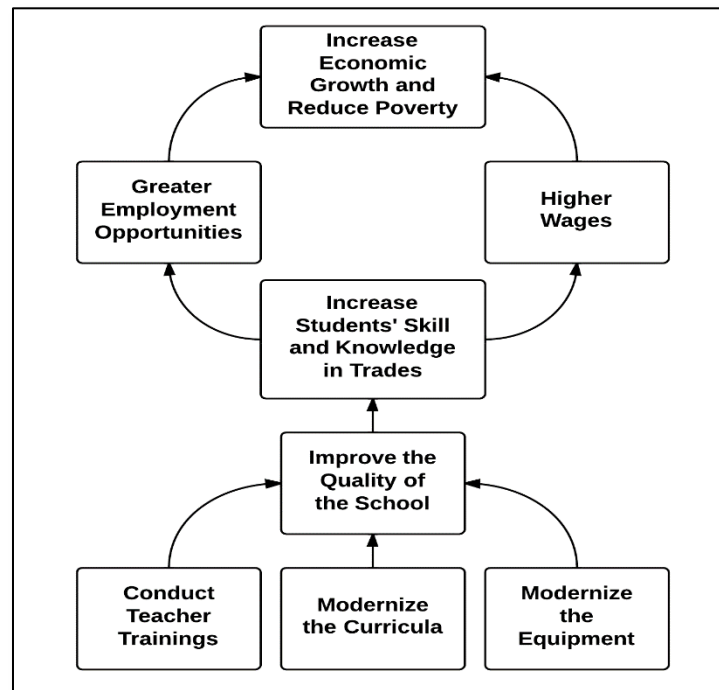 Increase
Economic
Growth and
Reduce Poverty
Greater
Employment
Opportunities
Higher
Wages
Increase
Students' Skill
and Knowledge
in Trades
Improve the
Quality of
the School
Conduct
Teacher
Trainings
Modernize
the Curricula
Modernize
the
Equipment